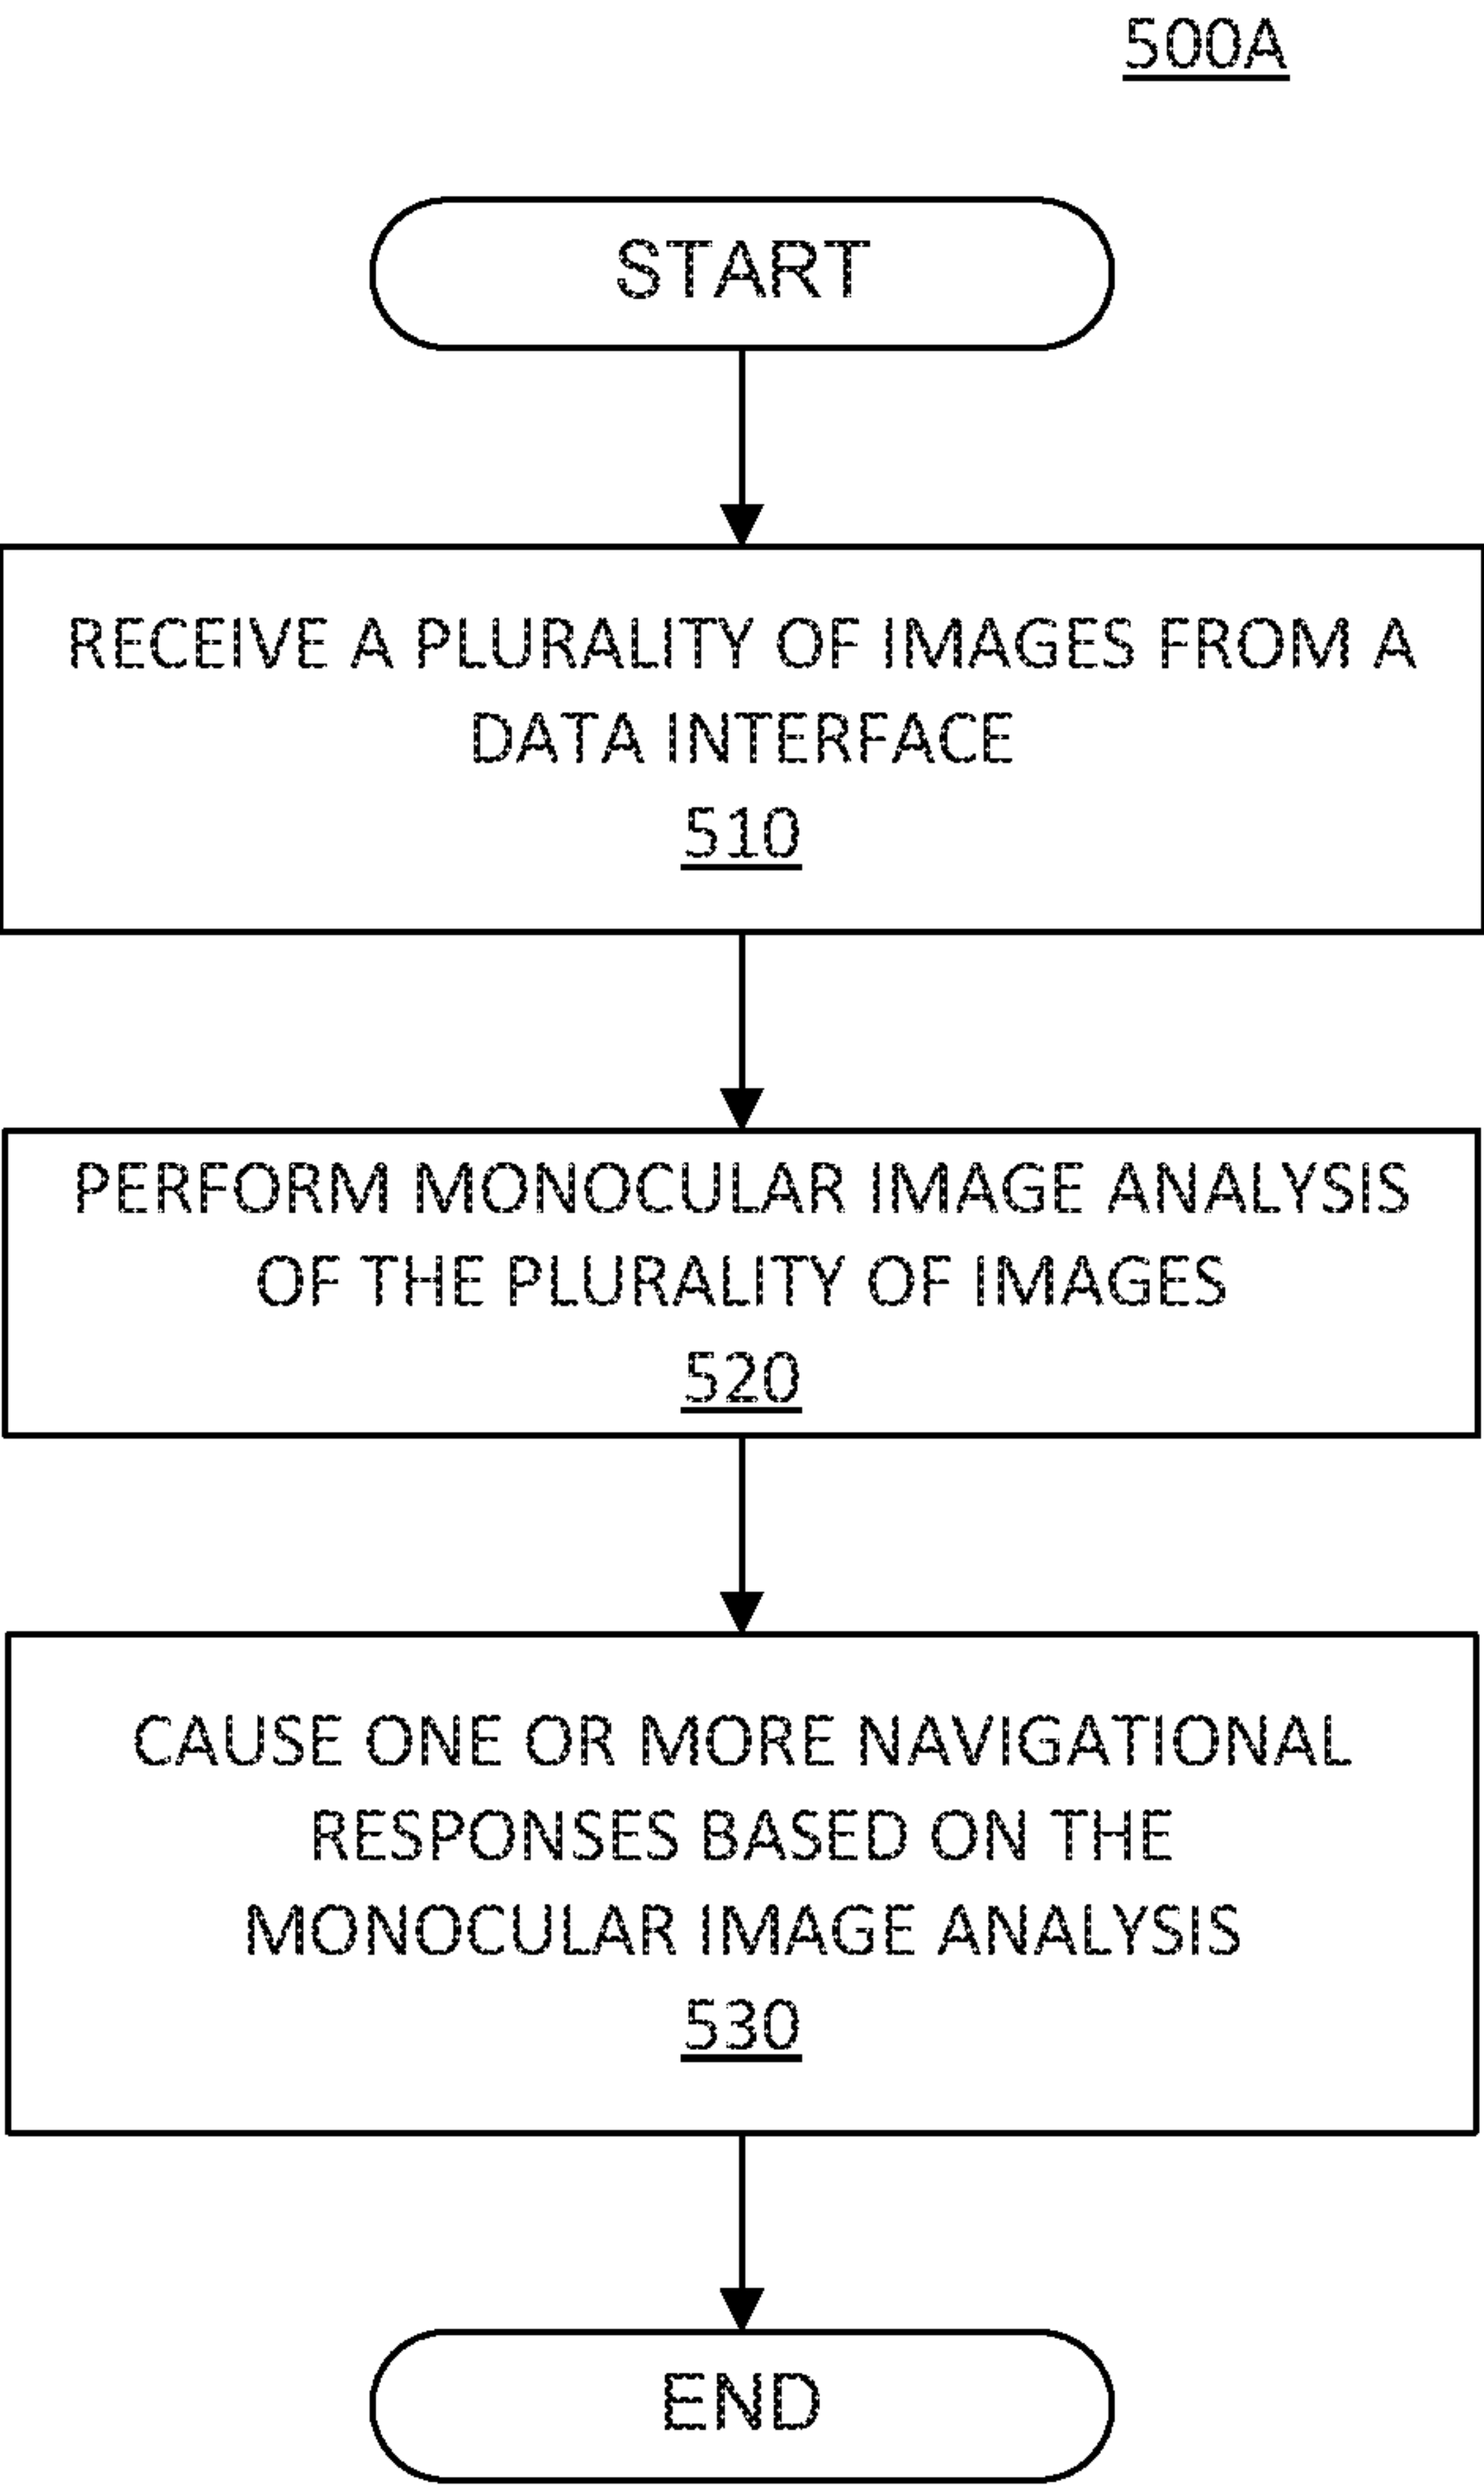 500A
START
RECEIVE A PLURALITY OF IMAGES FROM A
DATA INTERFACE
510
PERFORM MONOCULAR IMAGE ANALYSIS
OF THE PLURALITY OF IMAGES
520
CAUSE ONE OR MORE NAVIGATIONAL
RESPONSES BASED ON THE
MONOCULAR IMAGE ANALYSIS
530
END